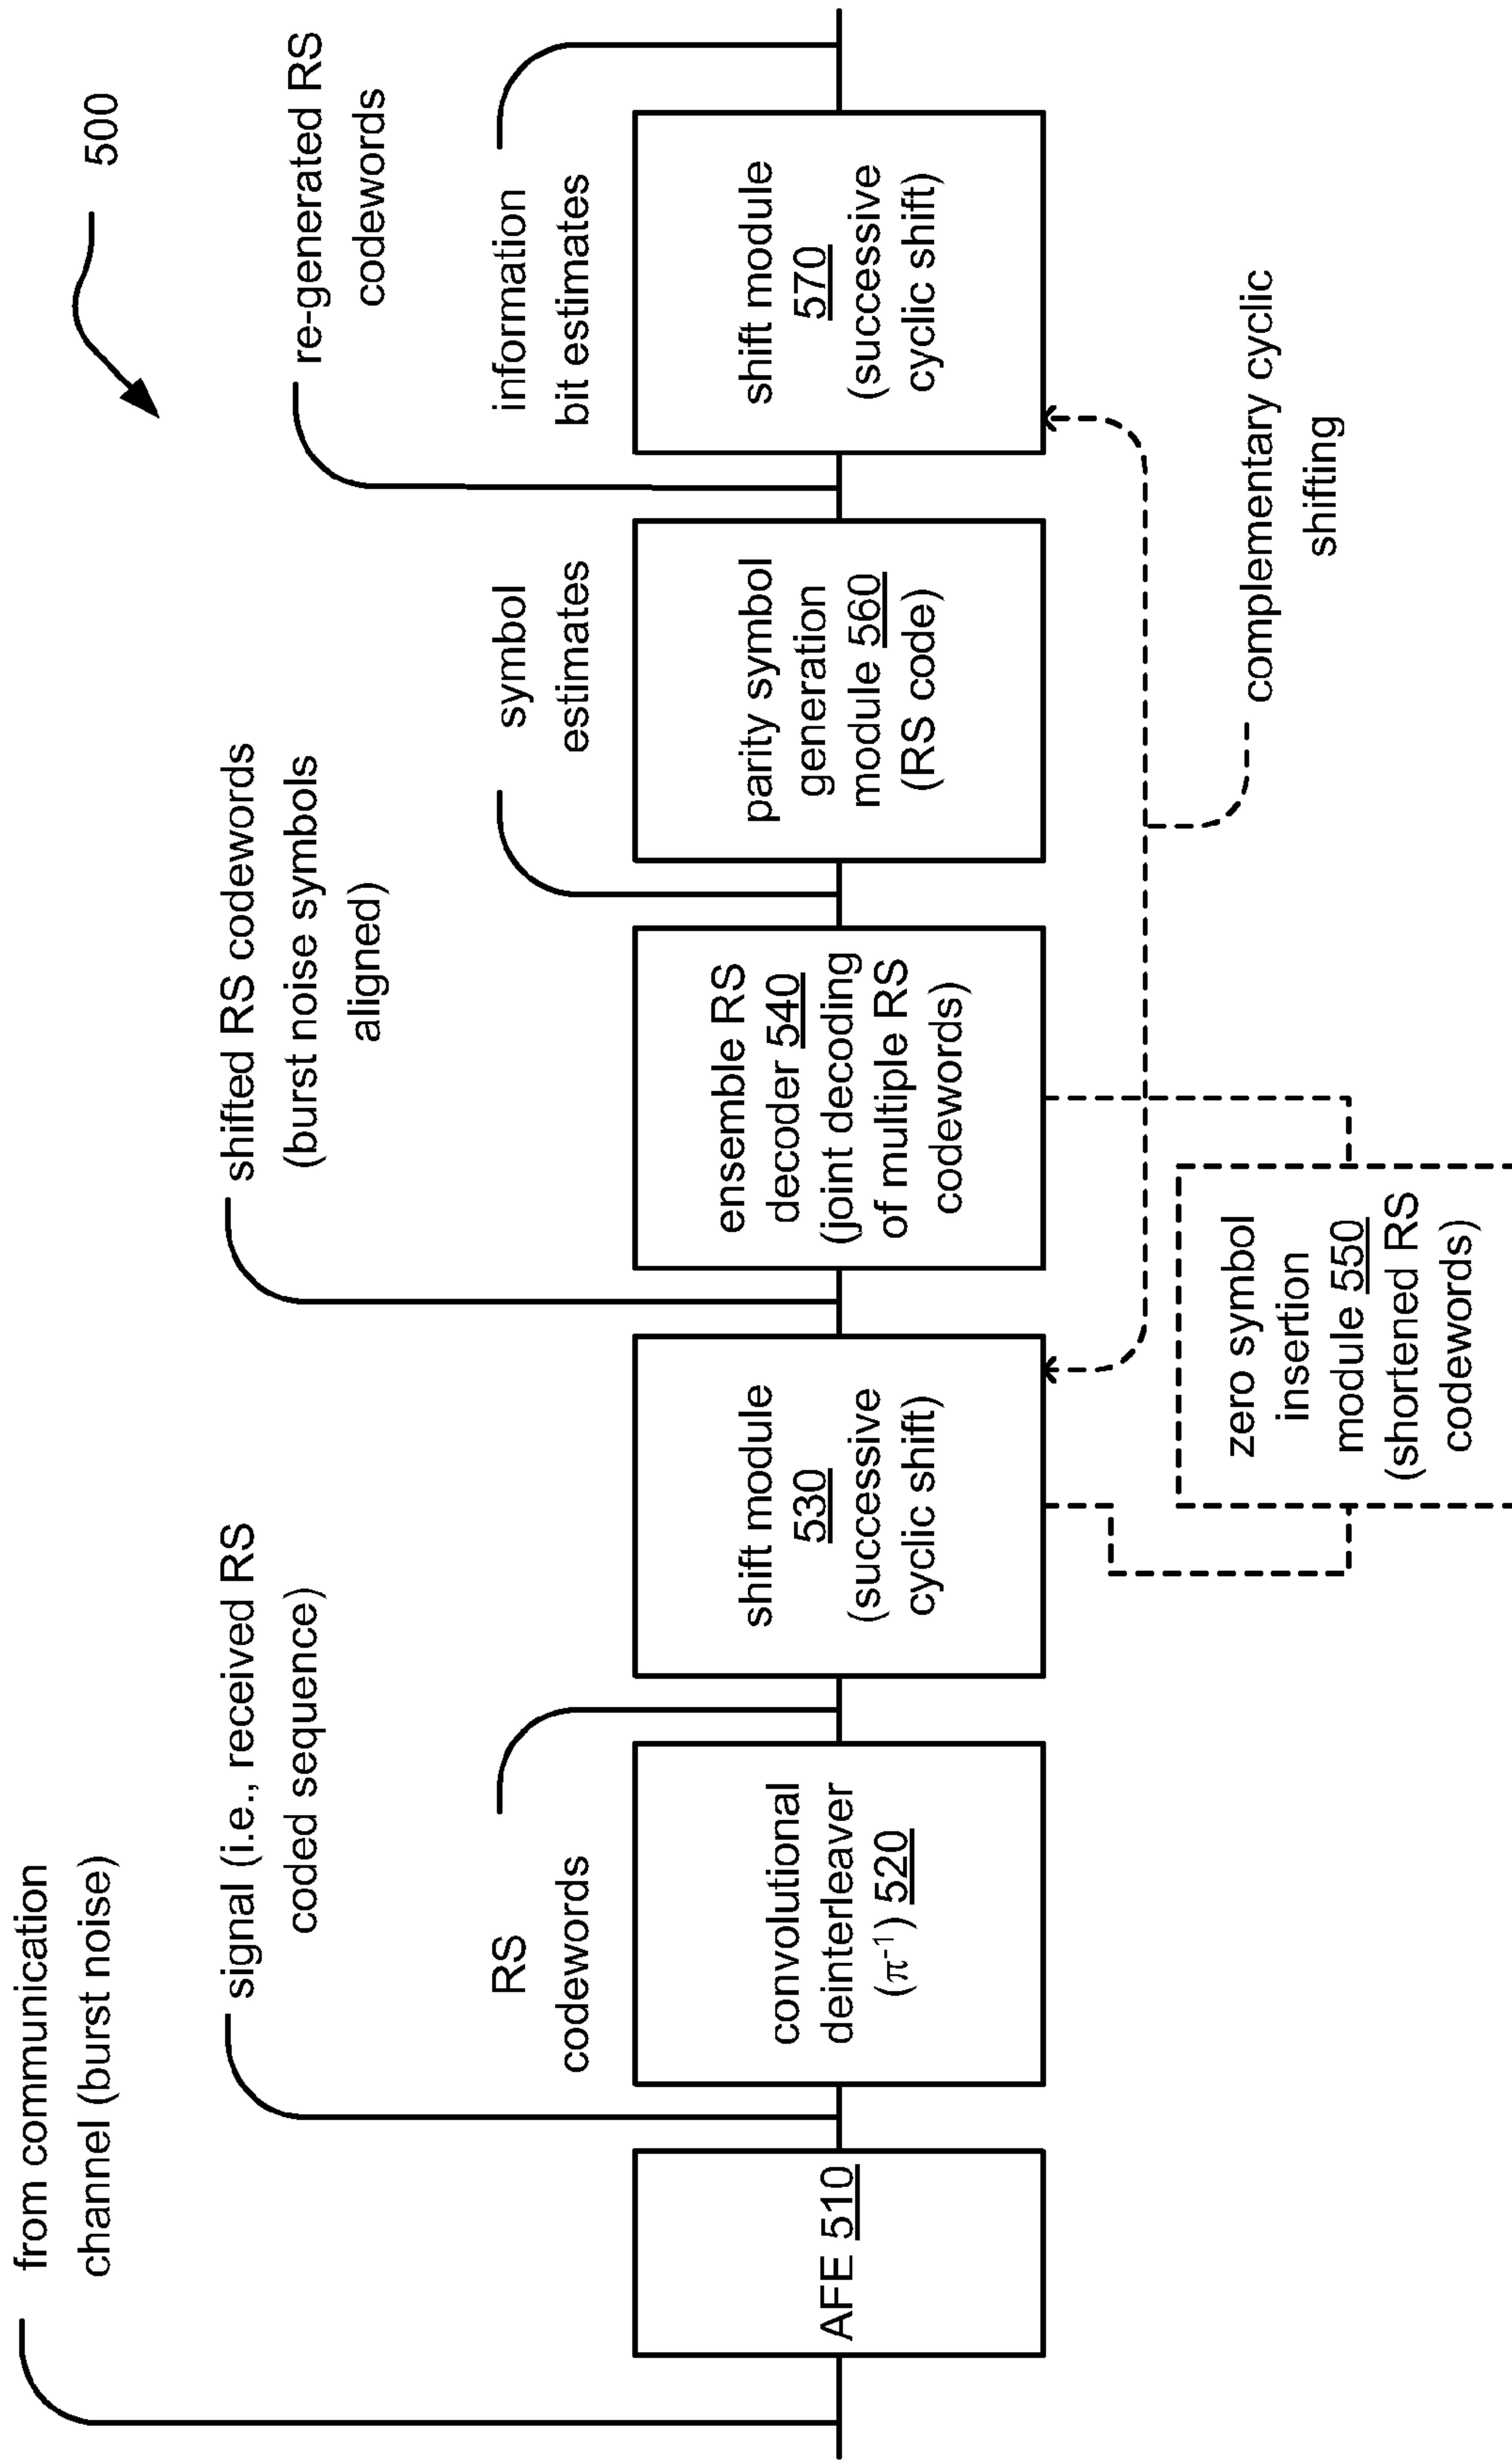 500
from communication
channel (burst noise)
signal (i.e., received RS
coded sequence)
shifted RS codewords
(burst noise symbols
aligned)
re-generated RS
codewords
RS
codewords
symbol
estimates
information
bit estimates
AFE 510
convolutional
deinterleaver
(π⁻¹) 520
shift module
530
(successive
cyclic shift)
ensemble RS
decoder 540
(joint decoding
of multiple RS
codewords)
parity symbol
generation
module 560
(RS code)
shift module
570
(successive
cyclic shift)
zero symbol
insertion
module 550
(shortened RS
codewords)
complementary cyclic
shifting